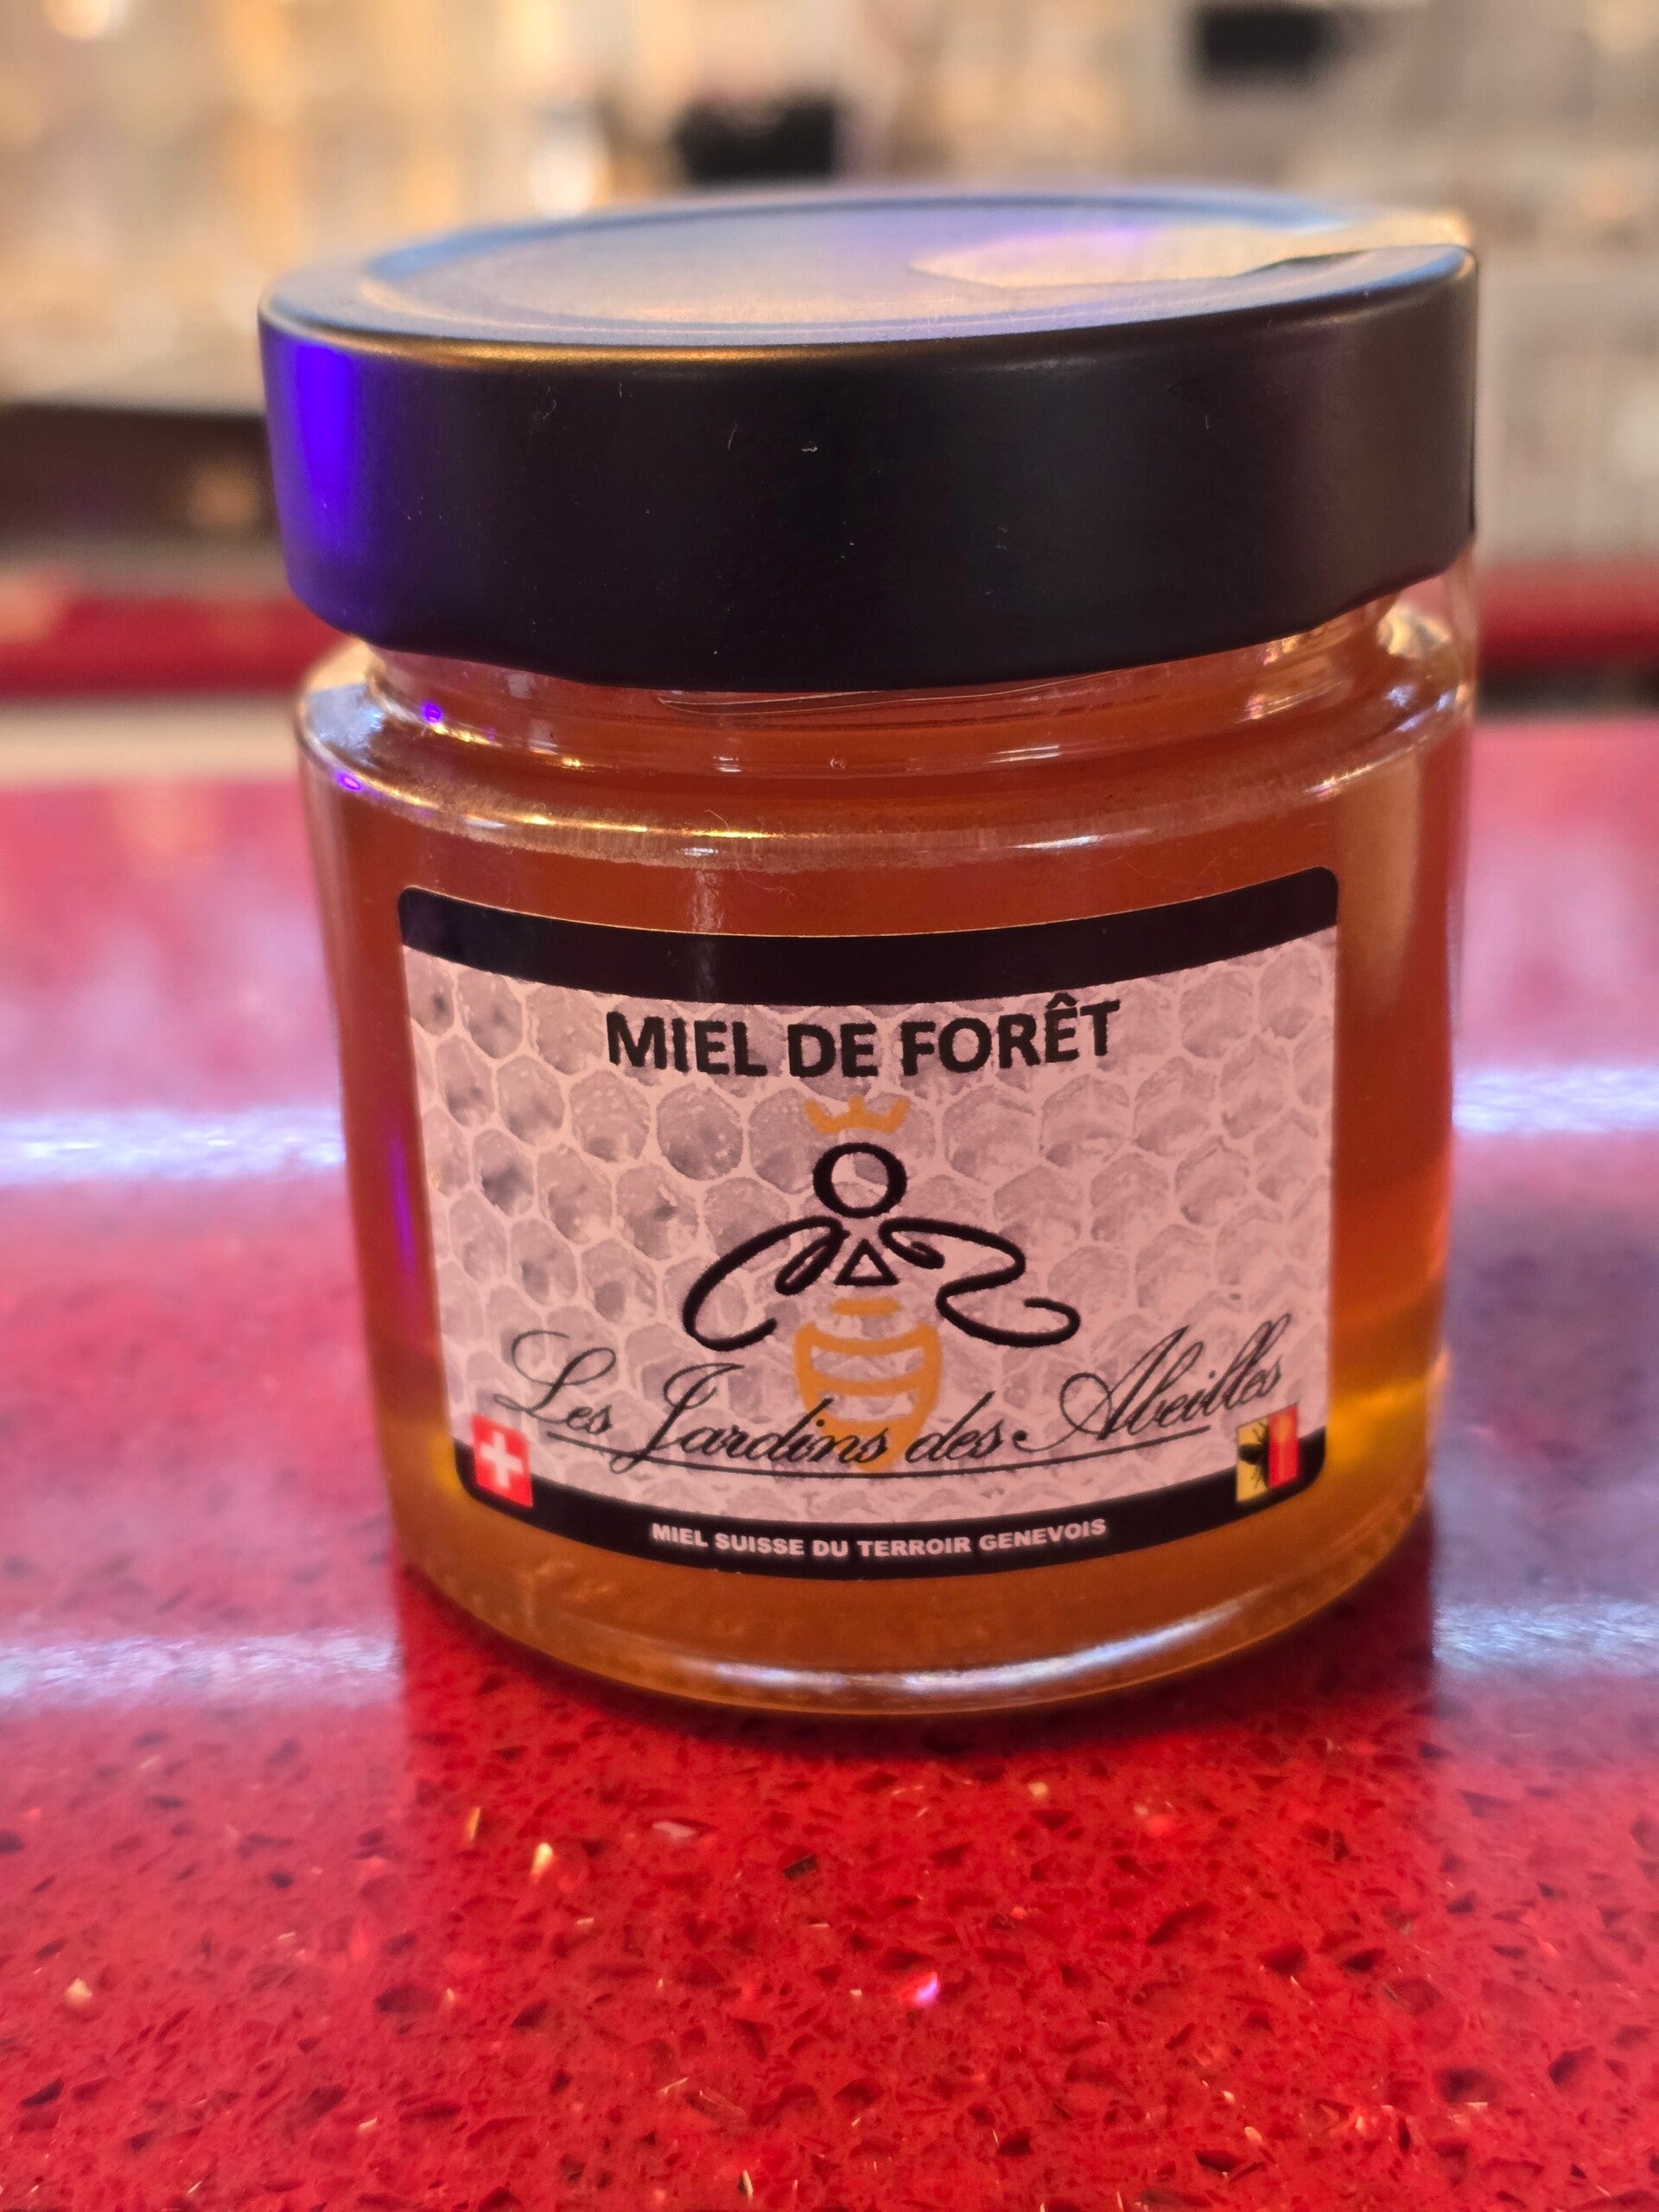 MIEL DE FORÊT
Les Jardins des Abeilles
MIEL SUISSE DU TERROIR GENEVOIS